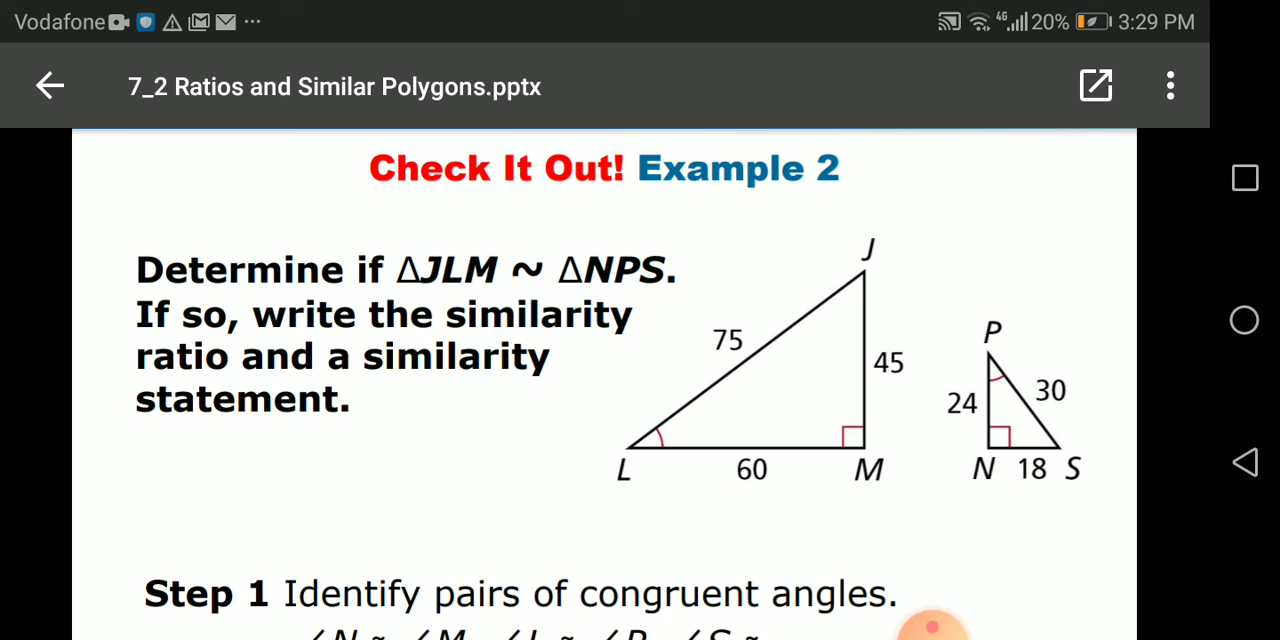 Vodafone ... 4G 20% 3:29 PM
7_2 Ratios and Similar Polygons.pptx
Check It Out! Example 2
Determine if ΔJLM ~ ΔNPS.
If so, write the similarity
ratio and a similarity
statement.
J
75
45
L
60
M
P
24
30
N
18
S
Step 1 Identify pairs of congruent angles.